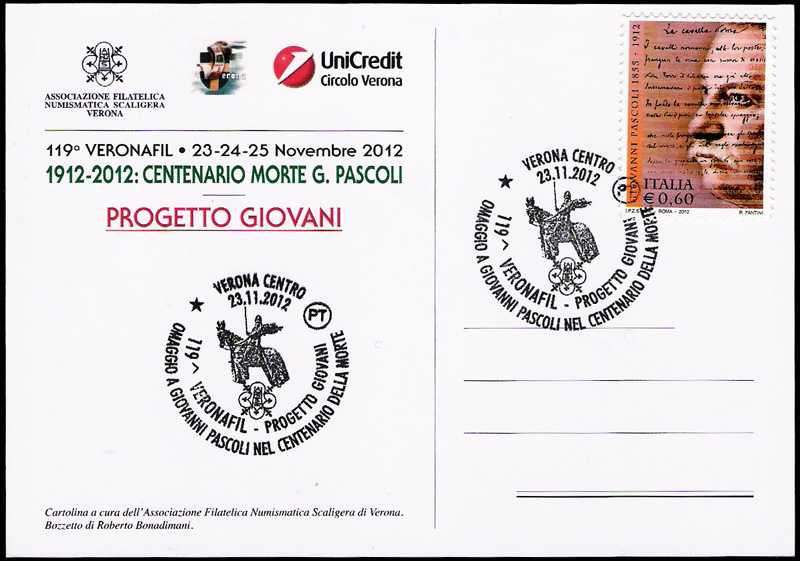 ASSOCIAZIONE FILATELICA
NUMISMATICA SCALIGERA
VERONA
UniCredit
Circolo Verona
119° VERONAFIL • 23-24-25 Novembre 2012
1912-2012: CENTENARIO MORTE G. PASCOLI
PROGETTO GIOVANI
VERONA CENTRO
23.11.2012
PT
119^ VERONAFIL - PROGETTO GIOVANI
OMAGGIO A GIOVANNI PASCOLI NEL CENTENARIO DELLA MORTE
Cartolina a cura dell'Associazione Filatelica Numismatica Scaligera di Verona.
Bozzetto di Roberto Bonadimani.
GIOVANNI PASCOLI 1855 - 1912
La cavalla storna
ITALIA
€ 0,60
ROMA - 2012
R. FANTINI
VERONA CENTRO
23.11.2012
119^ VERONAFIL - PROGETTO GIOVANI
OMAGGIO A GIOVANNI PASCOLI NEL CENTENARIO DELLA MORTE